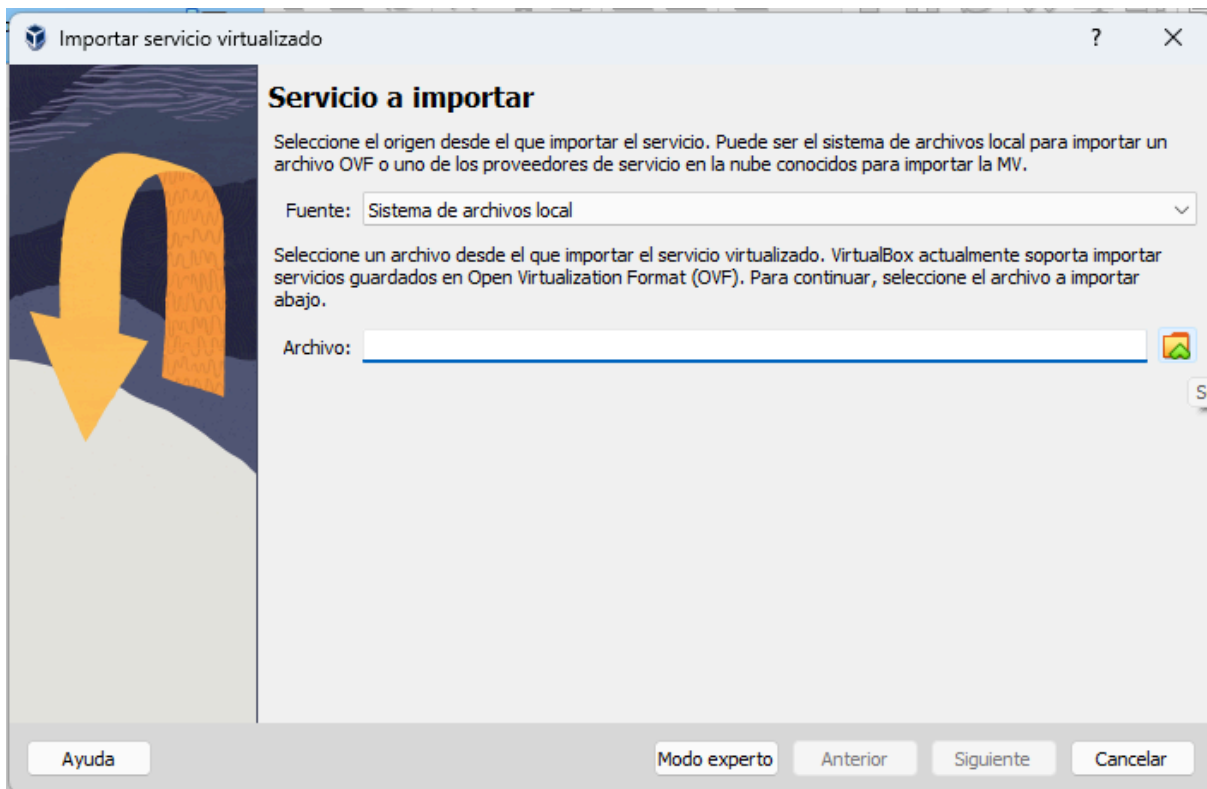 Importar servicio virtualizado
?
Servicio a importar
Seleccione el origen desde el que importar el servicio. Puede ser el sistema de archivos local para importar un
archivo OVF o uno de los proveedores de servicio en la nube conocidos para importar la MV.
Fuente: Sistema de archivos local
Seleccione un archivo desde el que importar el servicio virtualizado. VirtualBox actualmente soporta importar
servicios guardados en Open Virtualization Format (OVF). Para continuar, seleccione el archivo a importar
abajo.
Archivo:
Ayuda Modo experto Anterior Siguiente Cancelar